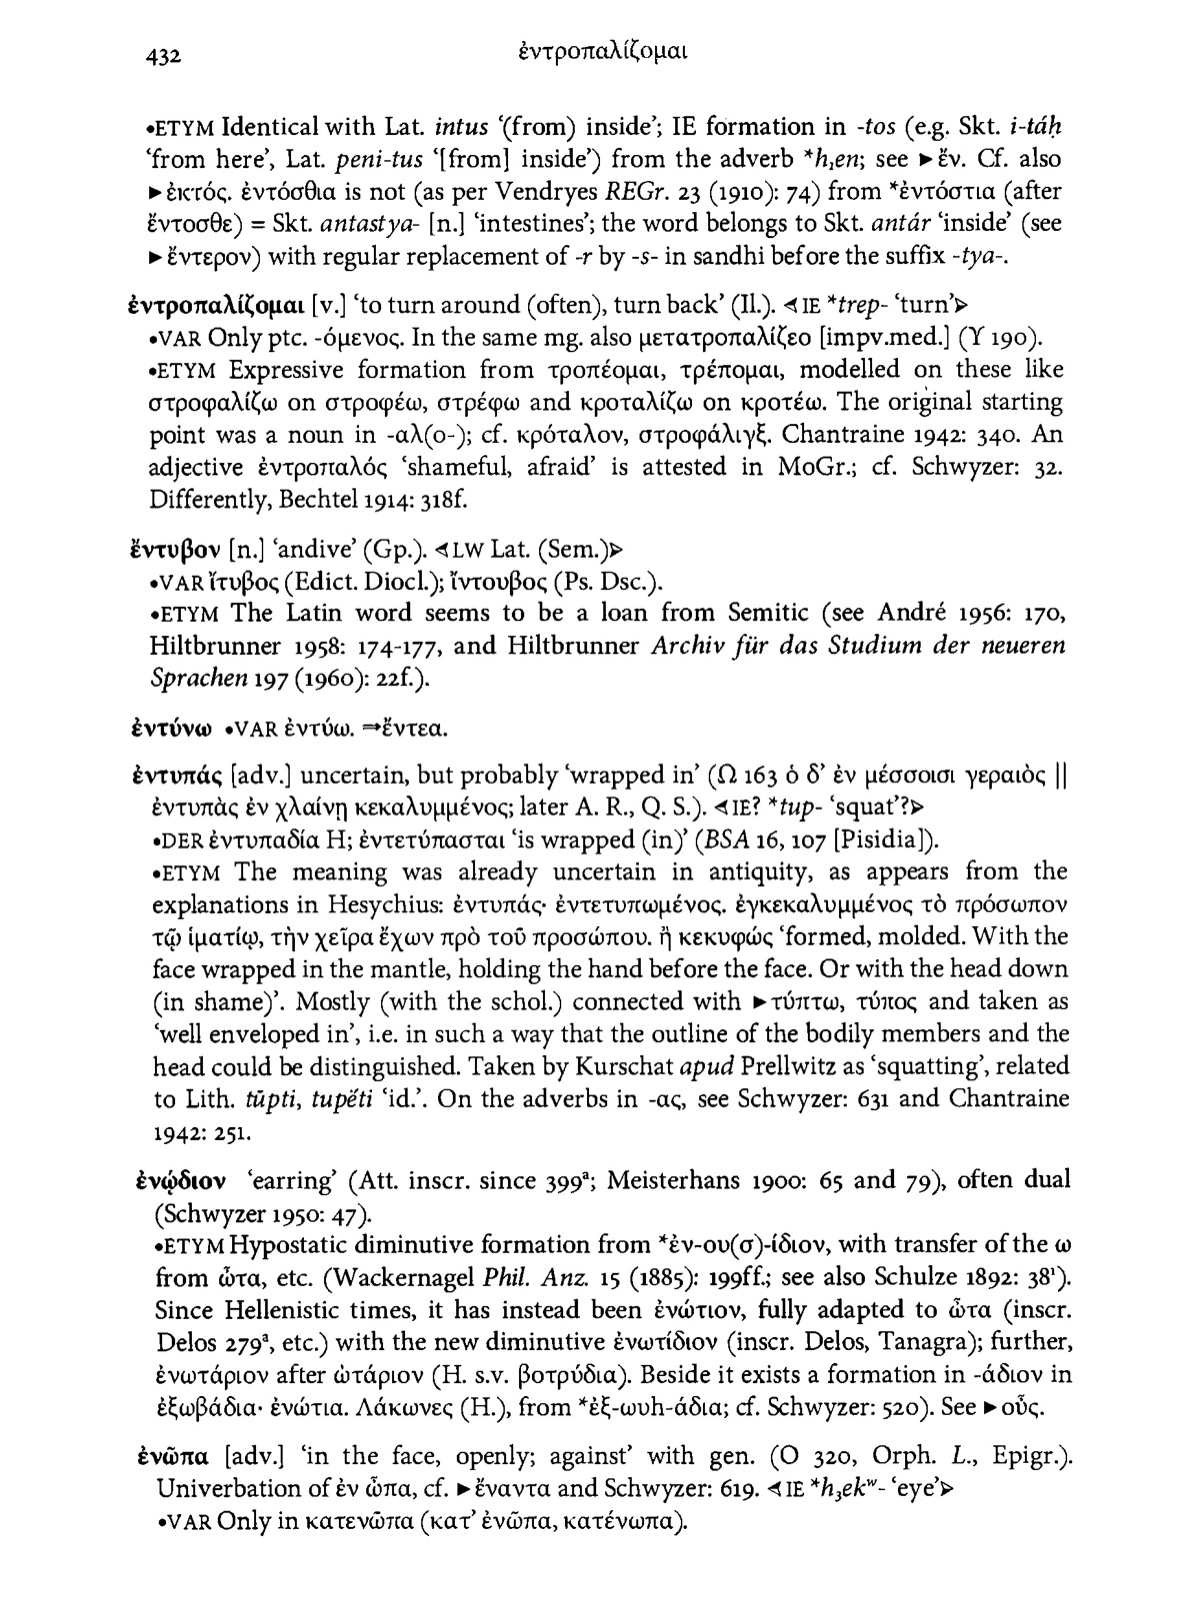 432
ἐντροπαλίζομαι
•ETYM Identical with Lat. intus '(from) inside'; IE formation in -tos (e.g. Skt. i-táḥ
'from here', Lat. peni-tus '[from] inside') from the adverb *h₁en; see ►ἔν. Cf. also
►ἐκτός. ἐντόσθια is not (as per Vendryes REGr. 23 (1910): 74) from *ἐντόστια (after
ἔντοσθε) = Skt. antastya- [n.] 'intestines'; the word belongs to Skt. antár 'inside' (see
►ἔντερον) with regular replacement of -r by -s- in sandhi before the suffix -tya-.
ἐντροπαλίζομαι [v.] 'to turn around (often), turn back' (Il.). ⊲IE *trep- 'turn'⊳
•VAR Only ptc. -όμενος. In the same mg. also μετατροπαλίζεο [impv.med.] (Υ 190).
•ETYM Expressive formation from τροπέομαι, τρέπομαι, modelled on these like
στροφαλίζω on στροφέω, στρέφω and κροταλίζω on κροτέω. The original starting
point was a noun in -αλ(ο-); cf. κρόταλον, στροφάλιγξ. Chantraine 1942: 340. An
adjective ἐντροπαλός 'shameful, afraid' is attested in MoGr.; cf. Schwyzer: 32.
Differently, Bechtel 1914: 318f.
ἔντυβον [n.] 'andive' (Gp.). ⊲LW Lat. (Sem.)⊳
•VAR ἴτυβος (Edict. Diocl.); ἴντουβος (Ps. Dsc.).
•ETYM The Latin word seems to be a loan from Semitic (see André 1956: 170,
Hiltbrunner 1958: 174-177, and Hiltbrunner Archiv für das Studium der neueren
Sprachen 197 (1960): 22f.).
ἐντύνω •VAR ἐντύω. ⇒ἔντεα.
ἐντυπάς [adv.] uncertain, but probably 'wrapped in' (Ω 163 ὁ δ' ἐν μέσσοισι γεραιὸς ||
ἐντυπὰς ἐν χλαίνῃ κεκαλυμμένος; later A. R., Q. S.). ⊲IE? *tup- 'squat'?⊳
•DER ἐντυπαδία H; ἐντετύπασται 'is wrapped (in)' (BSA 16, 107 [Pisidia]).
•ETYM The meaning was already uncertain in antiquity, as appears from the
explanations in Hesychius: ἐντυπάς· ἐντετυπωμένος. ἐγκεκαλυμμένος τὸ πρόσωπον
τῷ ἱματίῳ, τὴν χεῖρα ἔχων πρὸ τοῦ προσώπου. ἢ κεκυφώς 'formed, molded. With the
face wrapped in the mantle, holding the hand before the face. Or with the head down
(in shame)'. Mostly (with the schol.) connected with ►τύπτω, τύπος and taken as
'well enveloped in', i.e. in such a way that the outline of the bodily members and the
head could be distinguished. Taken by Kurschat apud Prellwitz as 'squatting', related
to Lith. tū̃pti, tupė́ti 'id.'. On the adverbs in -ας, see Schwyzer: 631 and Chantraine
1942: 251.
ἐνῴδιον 'earring' (Att. inscr. since 399ᵃ; Meisterhans 1900: 65 and 79), often dual
(Schwyzer 1950: 47).
•ETYM Hypostatic diminutive formation from *ἐν-ου(σ)-ίδιον, with transfer of the ω
from ὦτα, etc. (Wackernagel Phil. Anz. 15 (1885): 199ff.; see also Schulze 1892: 38¹).
Since Hellenistic times, it has instead been ἐνώτιον, fully adapted to ὦτα (inscr.
Delos 279ᵃ, etc.) with the new diminutive ἐνωτίδιον (inscr. Delos, Tanagra); further,
ἐνωτάριον after ὠτάριον (H. s.v. βοτρύδια). Beside it exists a formation in -άδιον in
ἐξωβάδια· ἐνώτια. Λάκωνες (H.), from *ἐξ-ωυh-άδια; cf. Schwyzer: 520). See ►οὖς.
ἐνῶπα [adv.] 'in the face, openly; against' with gen. (Ο 320, Orph. L., Epigr.).
Univerbation of ἐν ὦπα, cf. ►ἔναντα and Schwyzer: 619. ⊲IE *h₃ekʷ- 'eye'⊳
•VAR Only in κατενῶπα (κατ' ἐνῶπα, κατένωπα).